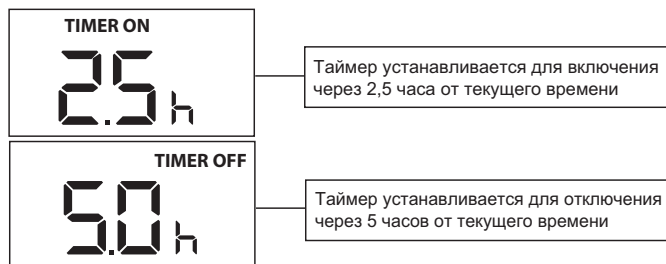 TIMER ON
2.5 h
Таймер устанавливается для включения
через 2,5 часа от текущего времени
TIMER OFF
5.0 h
Таймер устанавливается для отключения
через 5 часов от текущего времени